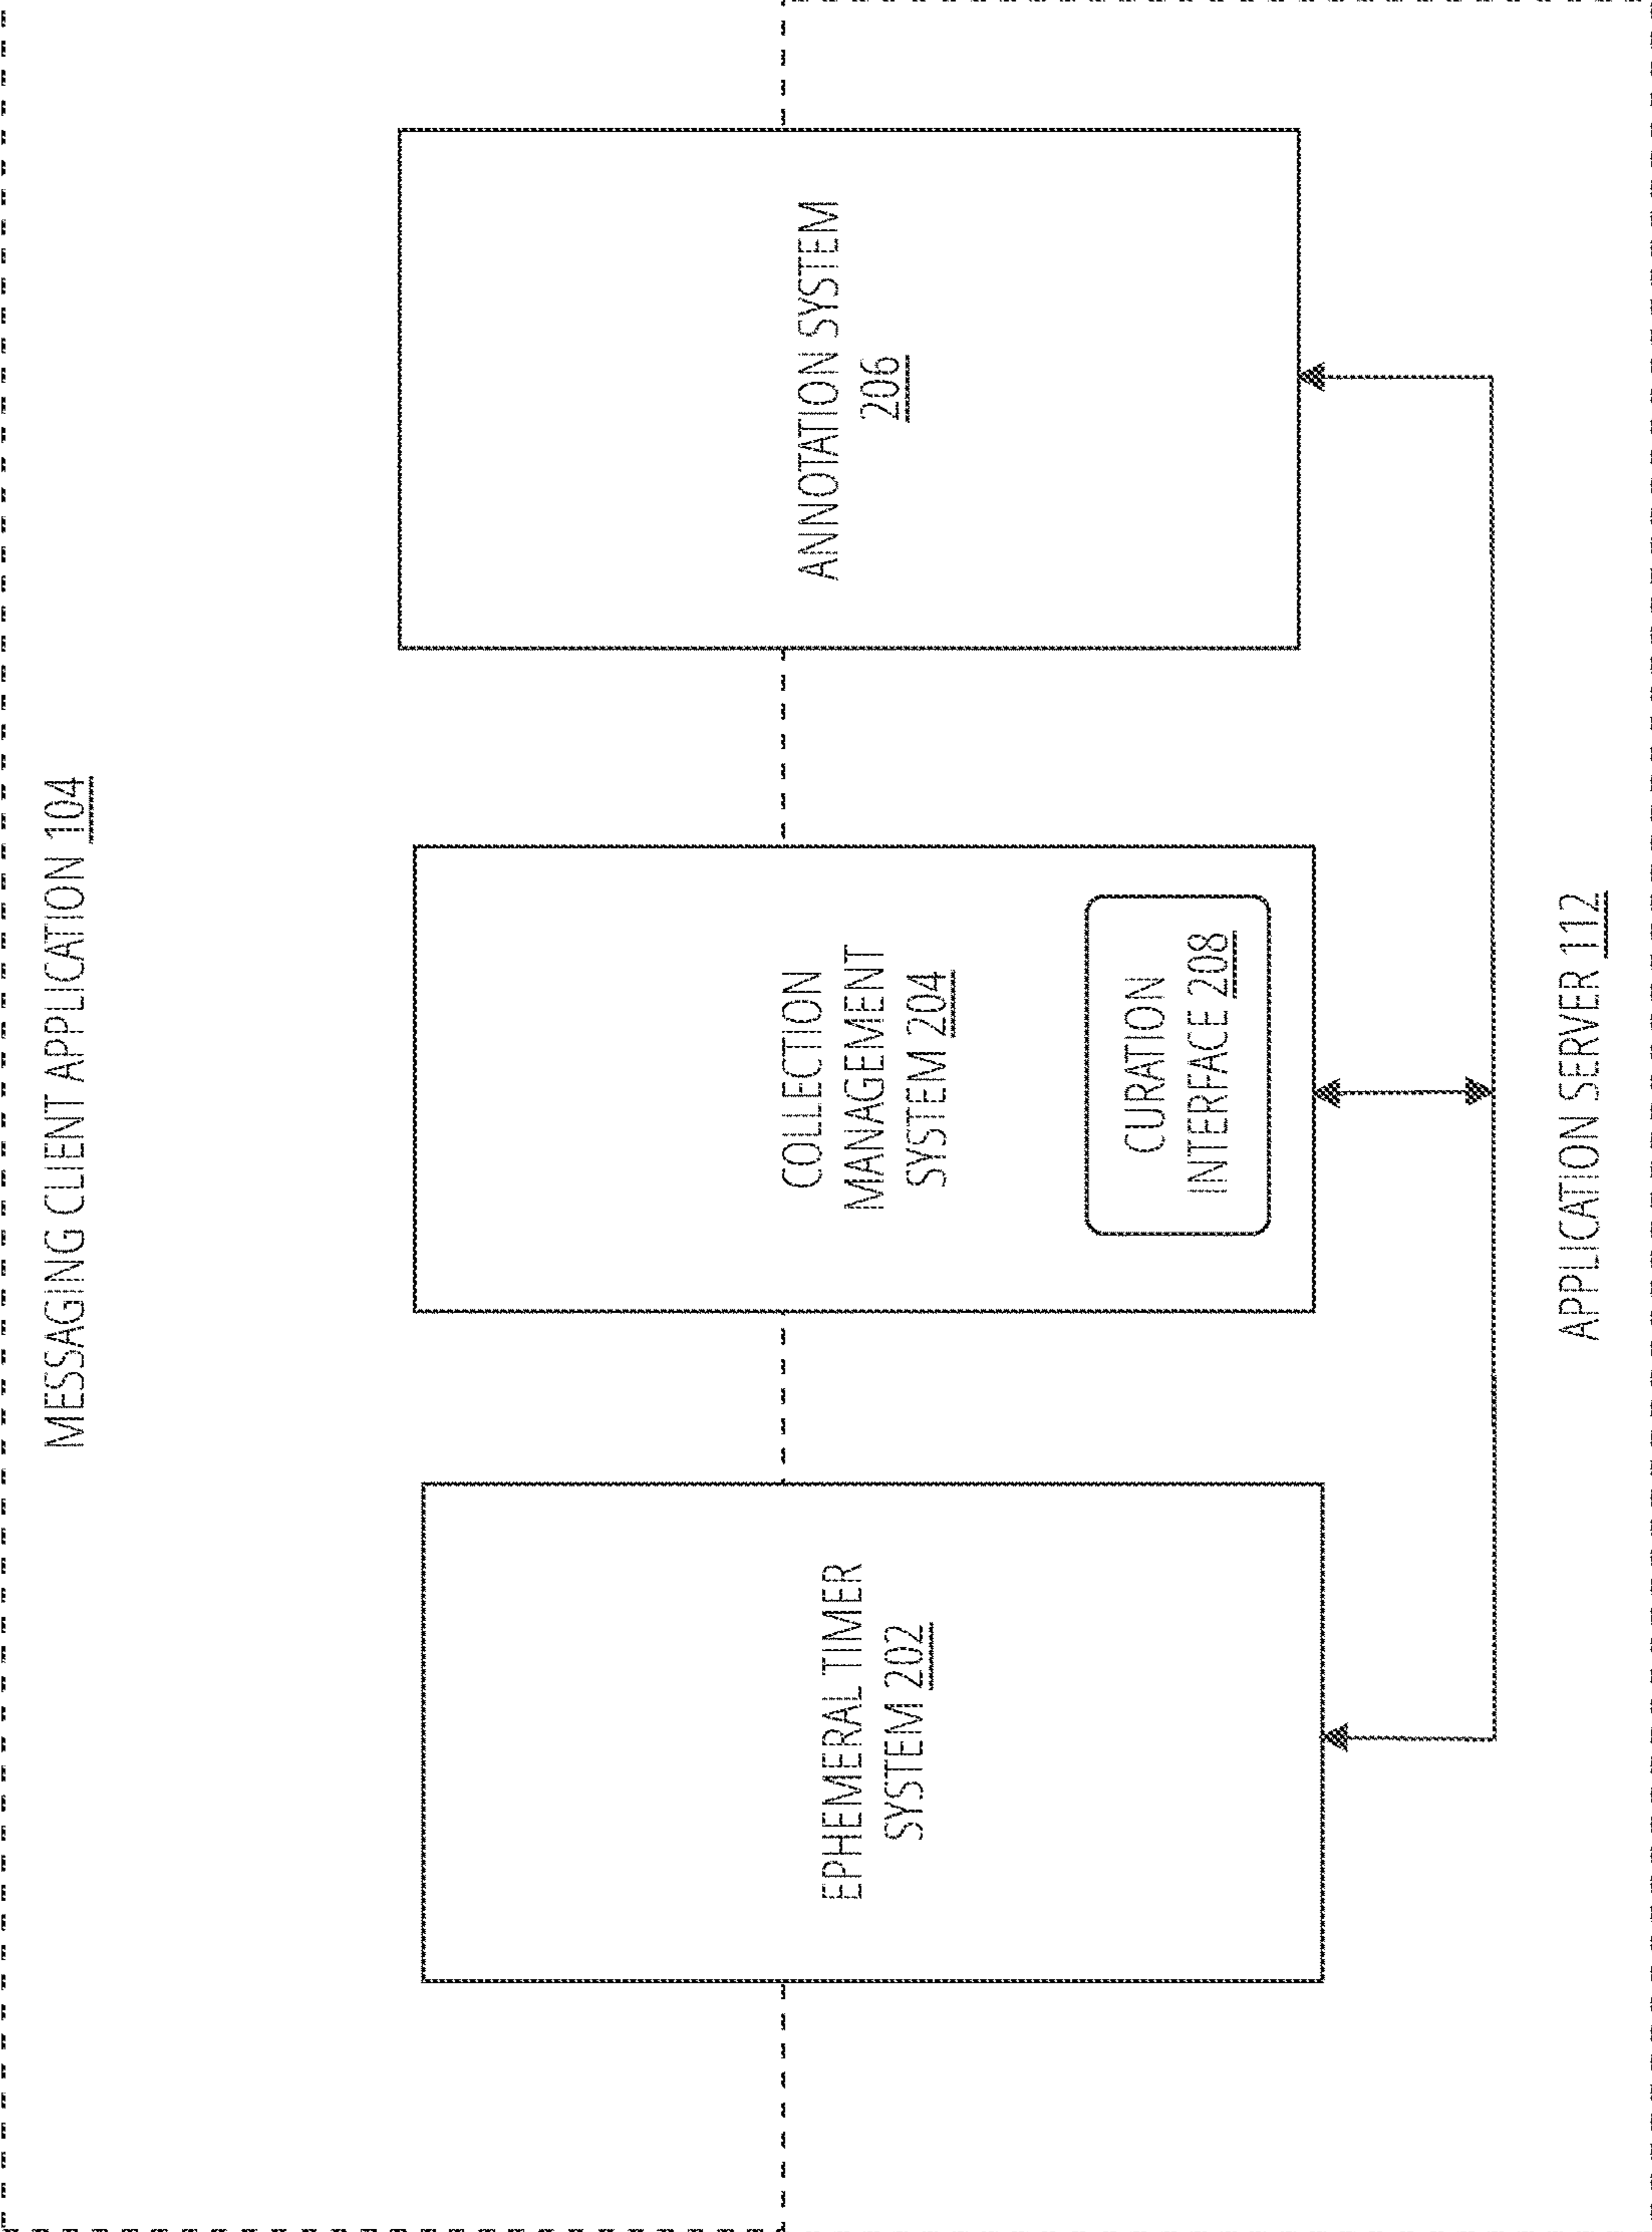 MESSAGING CLIENT APPLICATION 104
EPHEMERAL TIMER
SYSTEM 202
COLLECTION
MANAGEMENT
SYSTEM 204
CURATION
INTERFACE 208
ANNOTATION SYSTEM
206
APPLICATION SERVER 112